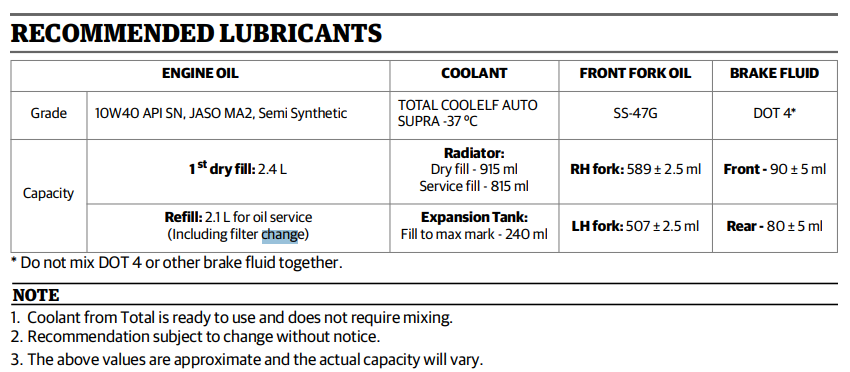 RECOMMENDED LUBRICANTS
ENGINE OIL COOLANT FRONT FORK OIL BRAKE FLUID
Grade 10W40 API SN, JASO MA2, Semi Synthetic TOTAL COOLELF AUTO SUPRA -37 ºC SS-47G DOT 4*
Capacity
1st dry fill: 2.4 L
Radiator:
Dry fill - 915 ml
Service fill - 815 ml
RH fork: 589 ± 2.5 ml
Front - 90 ± 5 ml
Refill: 2.1 L for oil service
(Including filter change)
Expansion Tank:
Fill to max mark - 240 ml
LH fork: 507 ± 2.5 ml
Rear - 80 ± 5 ml
* Do not mix DOT 4 or other brake fluid together.
NOTE
1. Coolant from Total is ready to use and does not require mixing.
2. Recommendation subject to change without notice.
3. The above values are approximate and the actual capacity will vary.